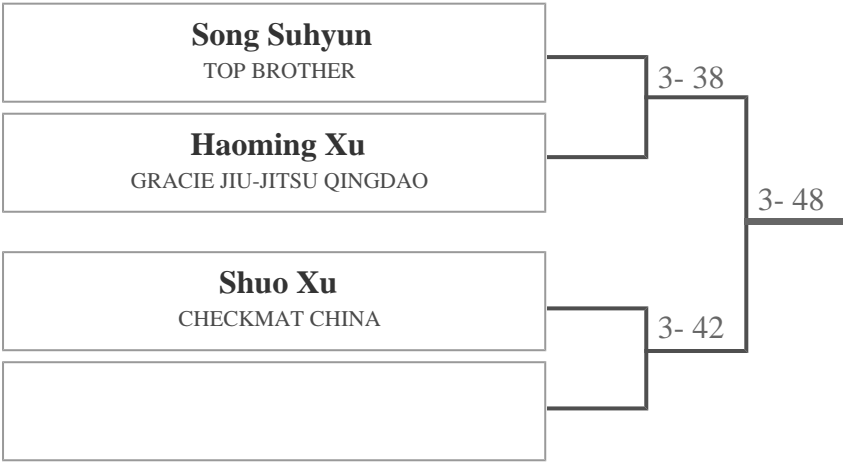 Song Suhyun
TOP BROTHER
3- 38
Haoming Xu
GRACIE JIU-JITSU QINGDAO
3- 48
Shuo Xu
CHECKMAT CHINA
3- 42